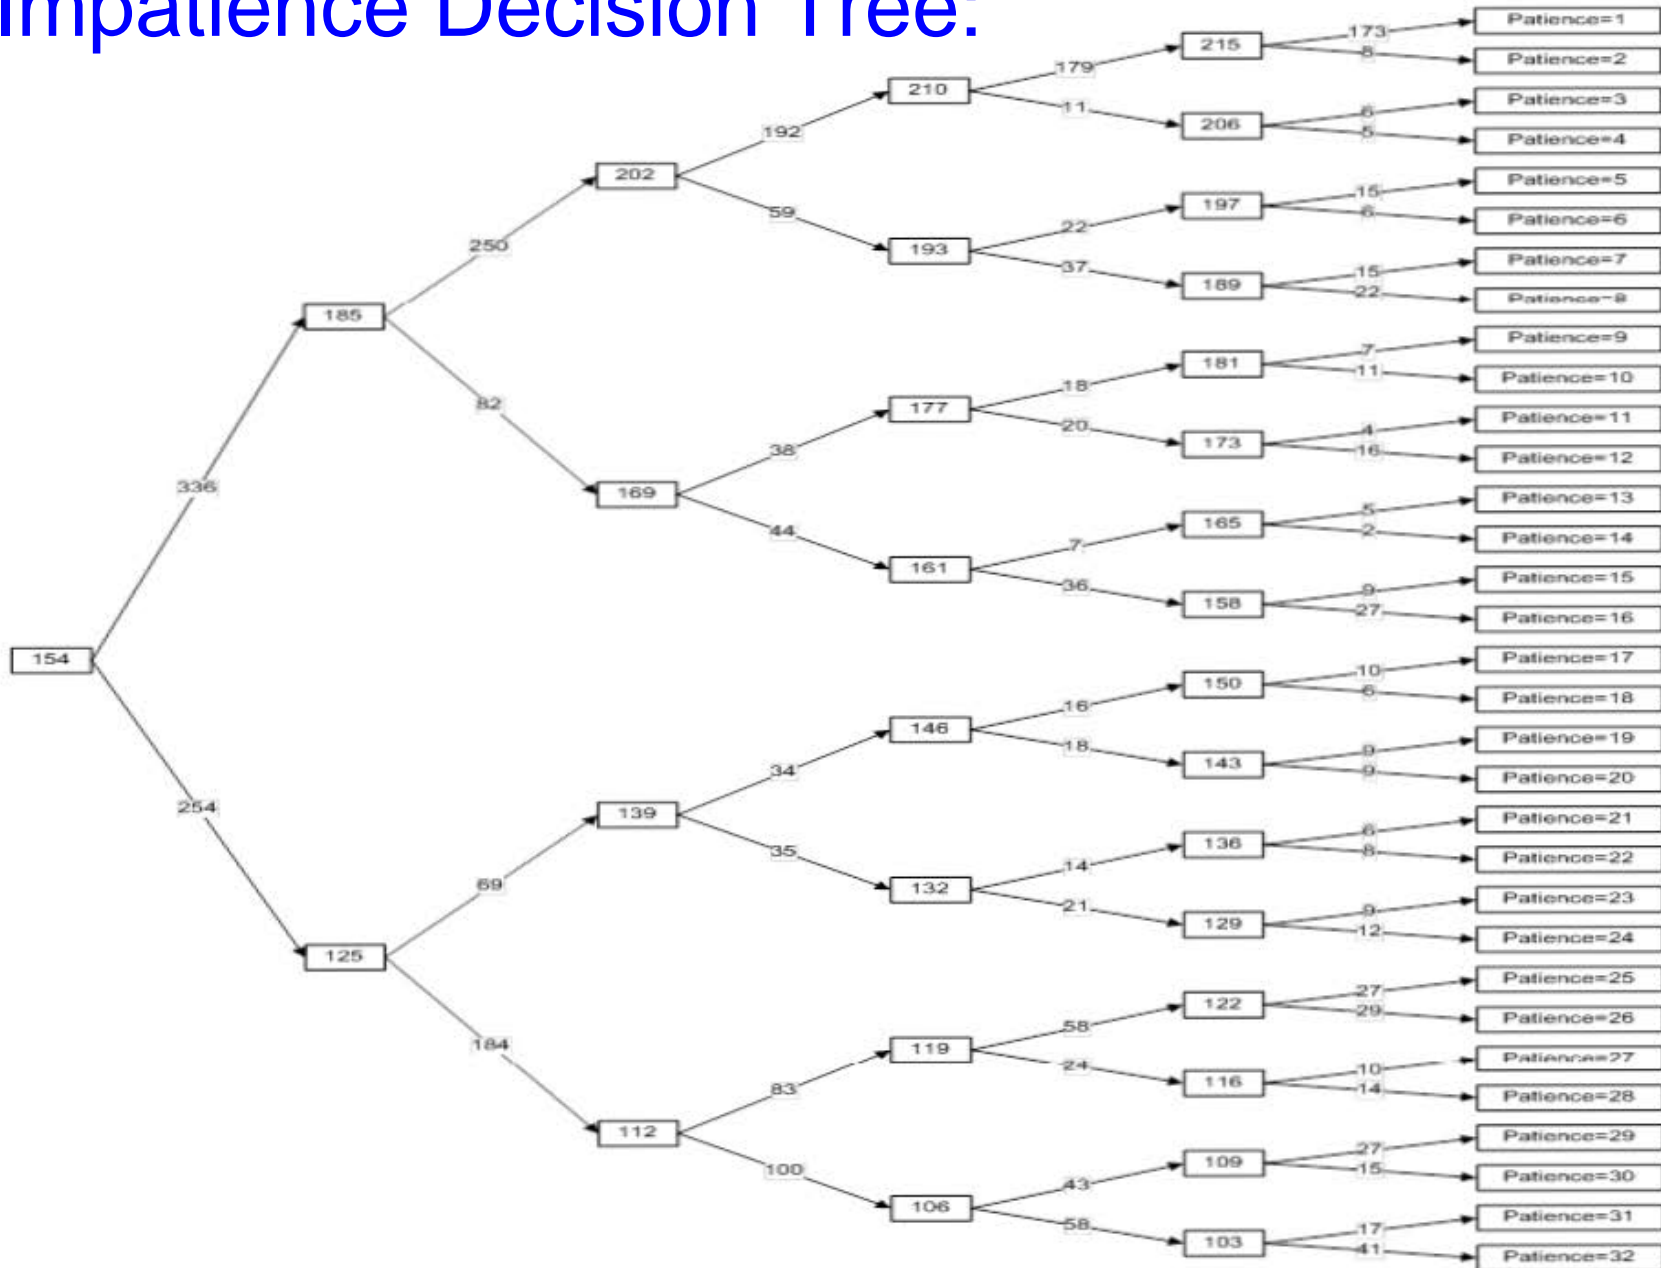 Impatience Decision Tree:
154
336
254
185
125
250
82
69
184
202
169
139
112
192
59
38
44
34
35
83
100
210
193
177
161
146
132
119
106
179
11
22
37
18
20
7
36
16
18
14
21
58
24
43
58
215
206
197
189
181
173
165
158
150
143
136
129
122
116
109
103
173
8
6
5
15
6
15
22
7
11
4
16
5
2
9
27
10
6
9
9
6
8
9
12
27
29
10
14
27
15
17
41
Patience=1
Patience=2
Patience=3
Patience=4
Patience=5
Patience=6
Patience=7
Patience=8
Patience=9
Patience=10
Patience=11
Patience=12
Patience=13
Patience=14
Patience=15
Patience=16
Patience=17
Patience=18
Patience=19
Patience=20
Patience=21
Patience=22
Patience=23
Patience=24
Patience=25
Patience=26
Patience=27
Patience=28
Patience=29
Patience=30
Patience=31
Patience=32